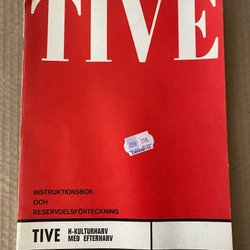 TIVE
INSTRUKTIONSBOK
OCH
RESERVDELSFÖRTECKNING
TIVE H-KULTURHARV
MED EFTERHARV